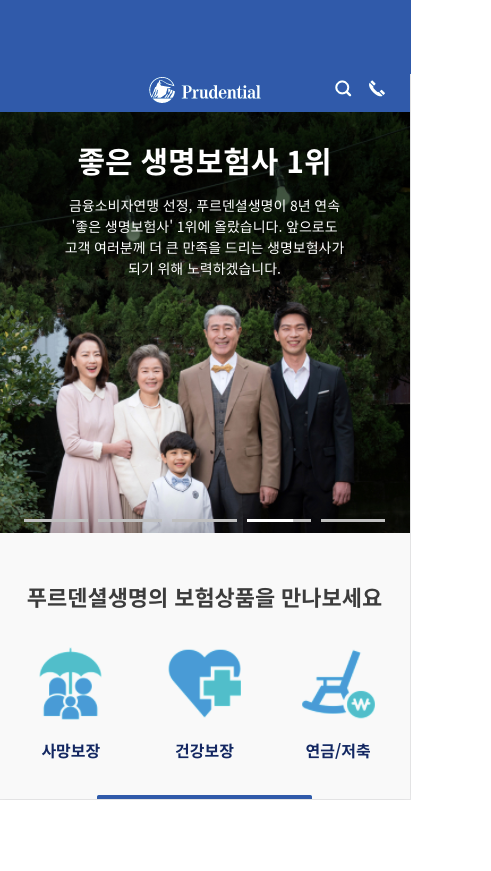 Prudential
좋은 생명보험사 1위
금융소비자연맹 선정, 푸르덴셜생명이 8년 연속
'좋은 생명보험사' 1위에 올랐습니다. 앞으로도
고객 여러분께 더 큰 만족을 드리는 생명보험사가
되기 위해 노력하겠습니다.
푸르덴셜생명의 보험상품을 만나보세요
사망보장 건강보장 연금/저축